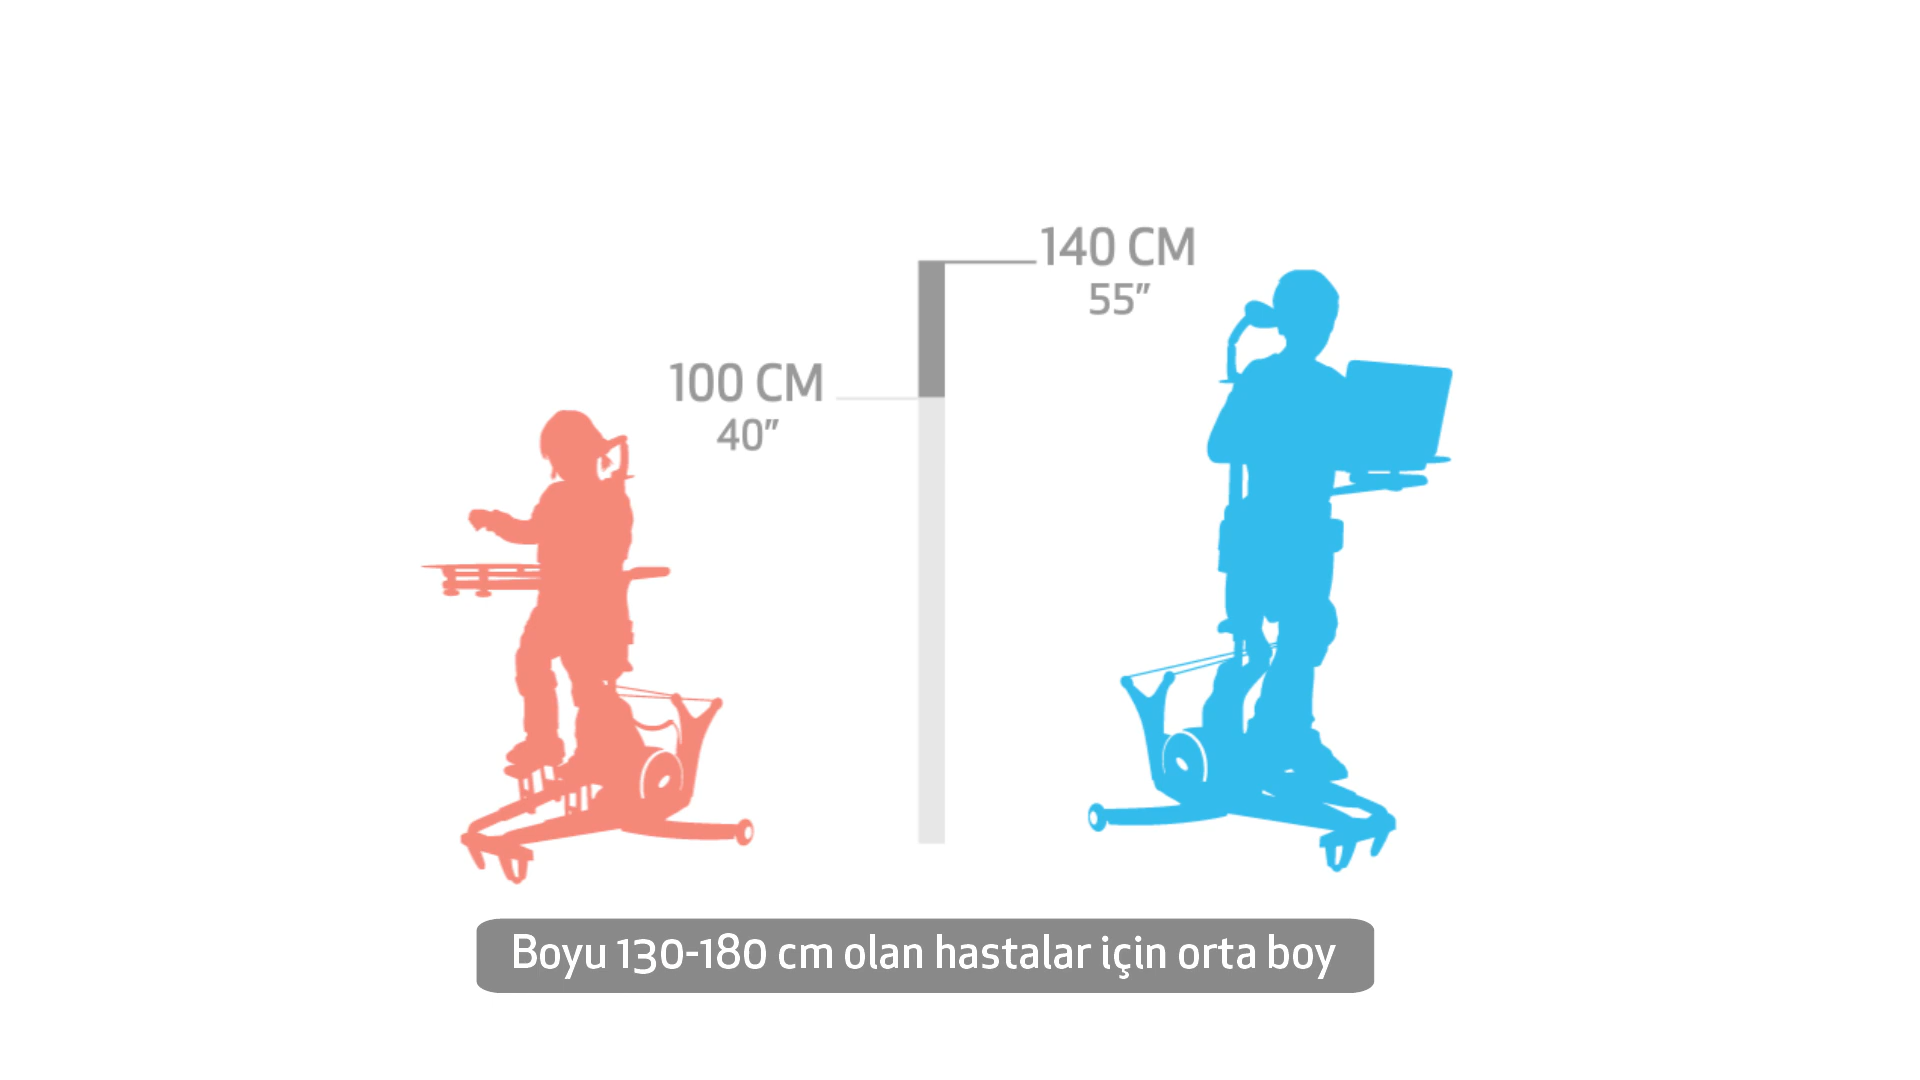 140 CM
55”
100 CM
40”
Boyu 130-180 cm olan hastalar için orta boy